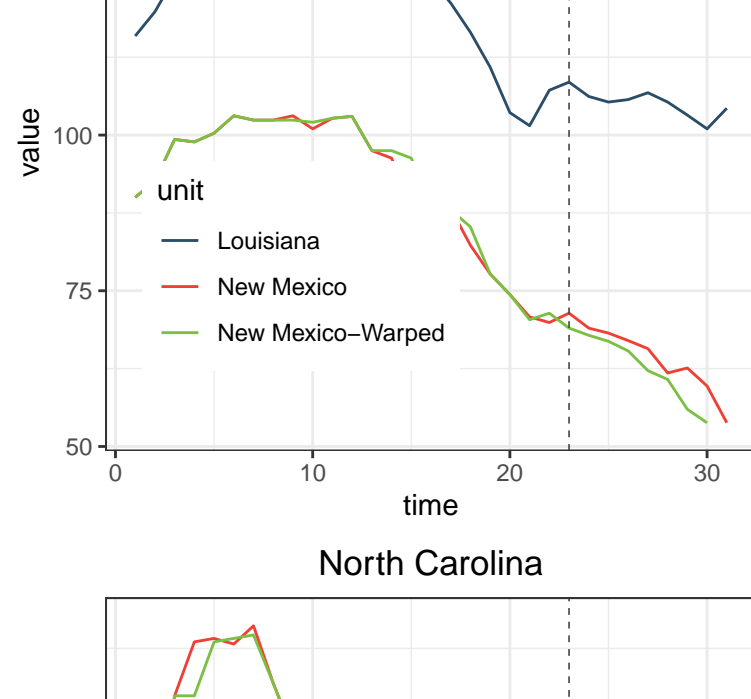 value
100
75
50
unit
Louisiana
New Mexico
New Mexico−Warped
0 10 20 30
time
North Carolina